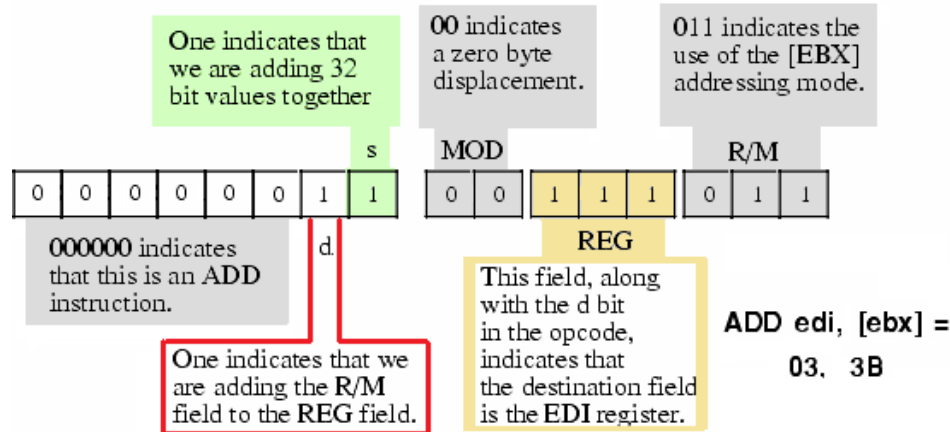 One indicates that
we are adding 32
bit values together
00 indicates
a zero byte
displacement.
011 indicates the
use of the [EBX]
addressing mode.
s
MOD
R/M
0 0 0 0 0 0 1 1 0 0 1 1 1 0 1 1
000000 indicates
that this is an ADD
instruction.
d
REG
One indicates that we
are adding the R/M
field to the REG field.
This field, along
with the d bit
in the opcode,
indicates that
the destination field
is the EDI register.
ADD edi, [ebx] =
03, 3B